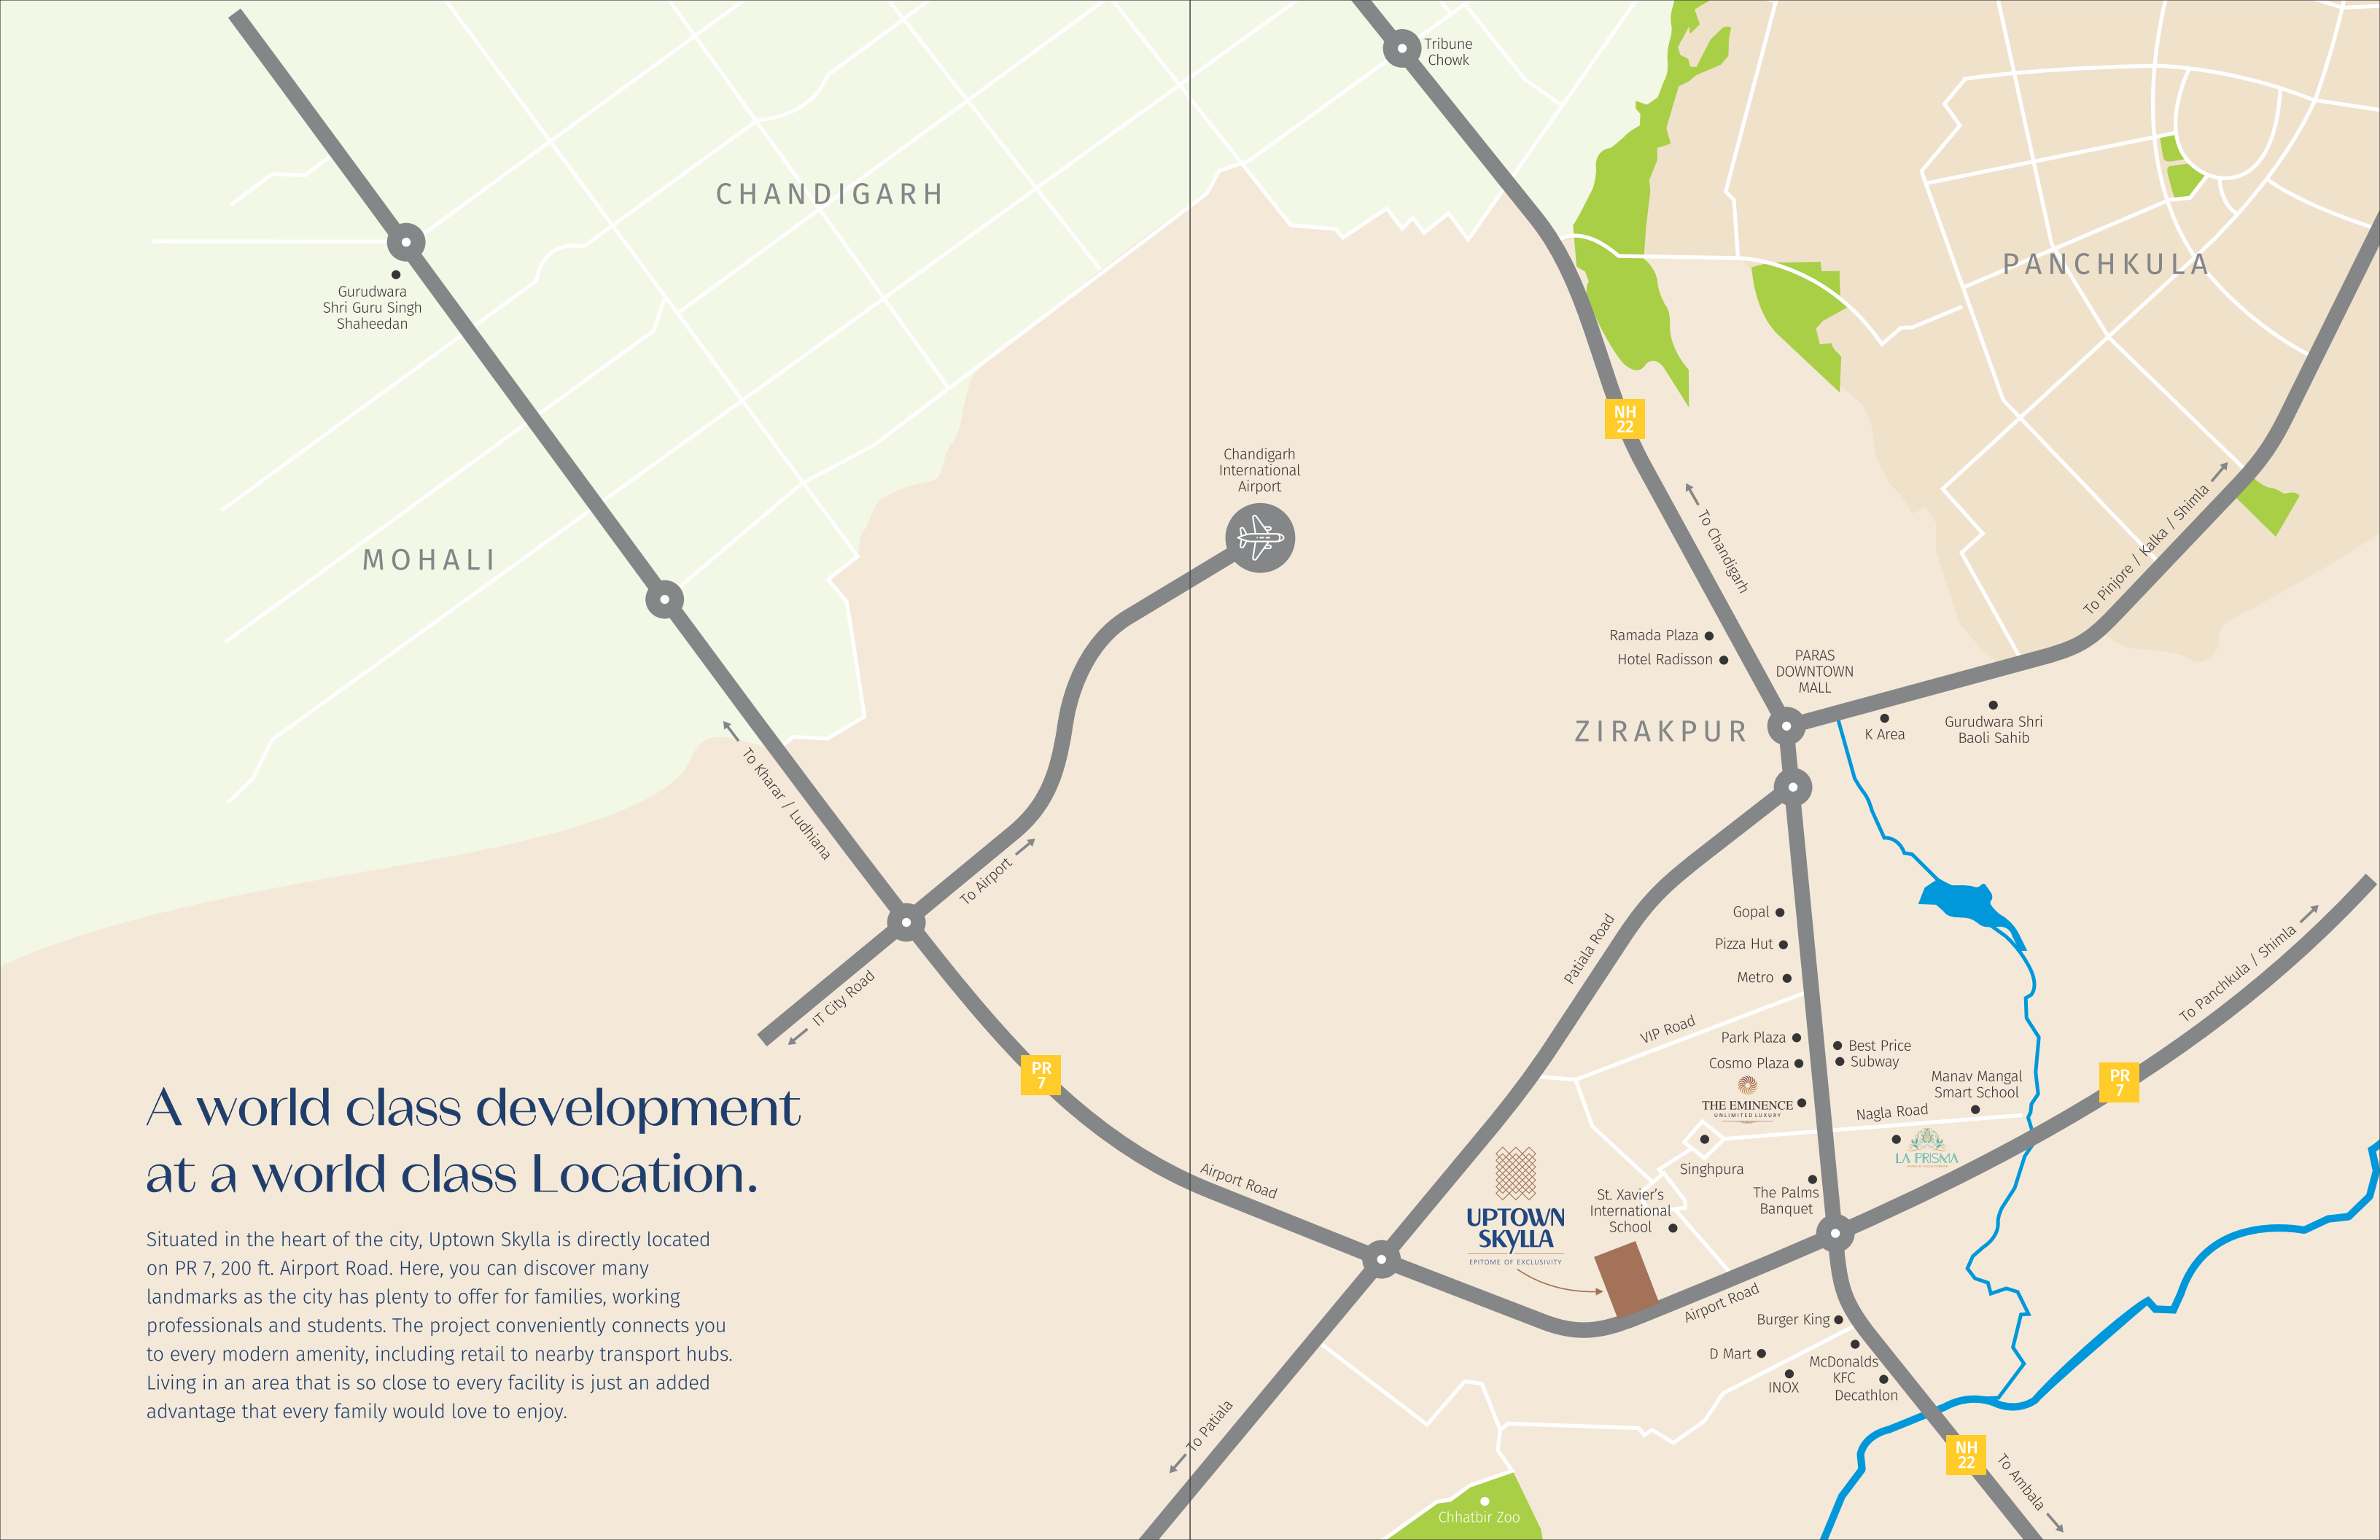 Tribune
Chowk
CHANDIGARH
PANCHKULA
Gurudwara
Shri Guru Singh
Shaheedan
NH
22
Chandigarh
International
Airport
To Chandigarh
To Pinjore / Kalka / Shimla
MOHALI
Ramada Plaza
Hotel Radisson
PARAS
DOWNTOWN
MALL
ZIRAKPUR
K Area
Gurudwara Shri
Baoli Sahib
To Kharar / Ludhiana
To Airport
IT City Road
Patiala Road
Gopal
Pizza Hut
Metro
To Panchkula / Shimla
VIP Road
Park Plaza
Cosmo Plaza
Best Price
Subway
PR
7
PR
7
Manav Mangal
Smart School
THE EMINENCE
UNLIMITED LUXURY
Nagla Road
LA PRISMA
Singhpura
The Palms
Banquet
St. Xavier's
International
School
Airport Road
UPTOWN
SKYLLA
EPITOME OF EXCLUSIVITY
Airport Road
Burger King
D Mart
INOX
McDonalds
KFC
Decathlon
To Patiala
NH
22
To Ambala
Chhatbir Zoo
A world class development
at a world class Location.
Situated in the heart of the city, Uptown Skylla is directly located
on PR 7, 200 ft. Airport Road. Here, you can discover many
landmarks as the city has plenty to offer for families, working
professionals and students. The project conveniently connects you
to every modern amenity, including retail to nearby transport hubs.
Living in an area that is so close to every facility is just an added
advantage that every family would love to enjoy.